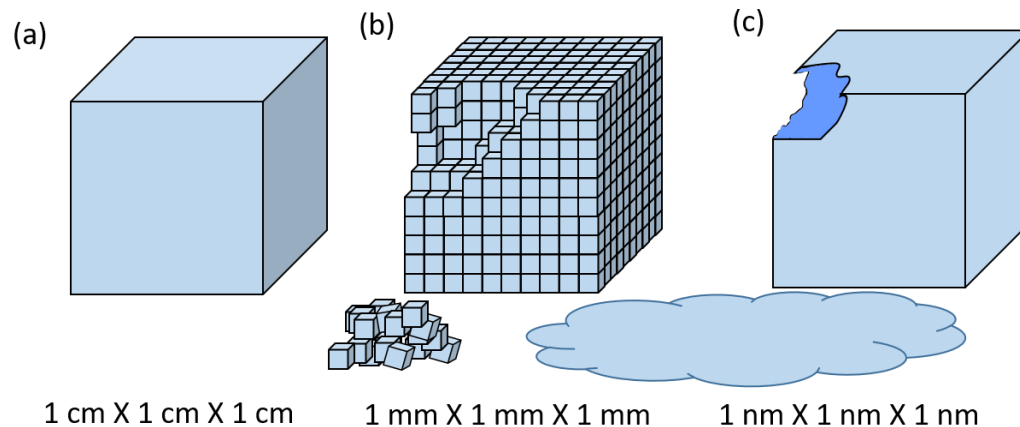 (a)
(b)
(c)
1 cm X 1 cm X 1 cm
1 mm X 1 mm X 1 mm
1 nm X 1 nm X 1 nm